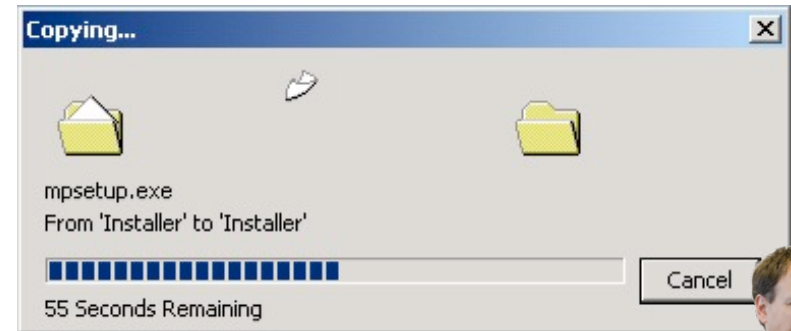 Copying...
mpsetup.exe
From 'Installer' to 'Installer'
Cancel
55 Seconds Remaining